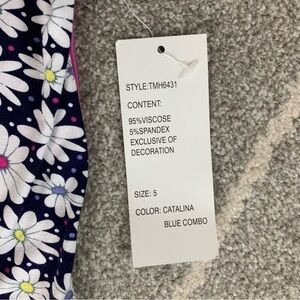 STYLE:TMH6431
CONTENT:
95%VISCOSE
5%SPANDEX
EXCLUSIVE OF
DECORATION
SIZE: 5
COLOR: CATALINA
BLUE COMBO